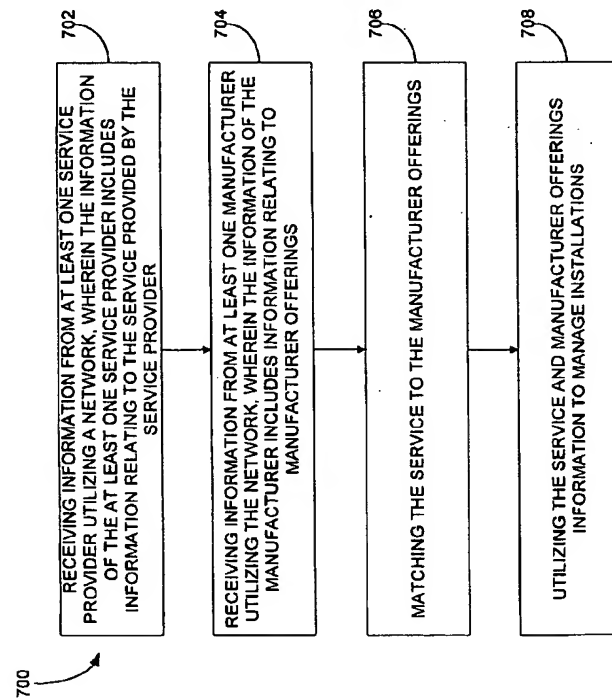 700
702
RECEIVING INFORMATION FROM AT LEAST ONE SERVICE
PROVIDER UTILIZING A NETWORK, WHEREIN THE INFORMATION
OF THE AT LEAST ONE SERVICE PROVIDER INCLUDES
INFORMATION RELATING TO THE SERVICE PROVIDED BY THE
SERVICE PROVIDER
704
RECEIVING INFORMATION FROM AT LEAST ONE MANUFACTURER
UTILIZING THE NETWORK, WHEREIN THE INFORMATION OF THE
MANUFACTURER INCLUDES INFORMATION RELATING TO
MANUFACTURER OFFERINGS
706
MATCHING THE SERVICE TO THE MANUFACTURER OFFERINGS
708
UTILIZING THE SERVICE AND MANUFACTURER OFFERINGS
INFORMATION TO MANAGE INSTALLATIONS